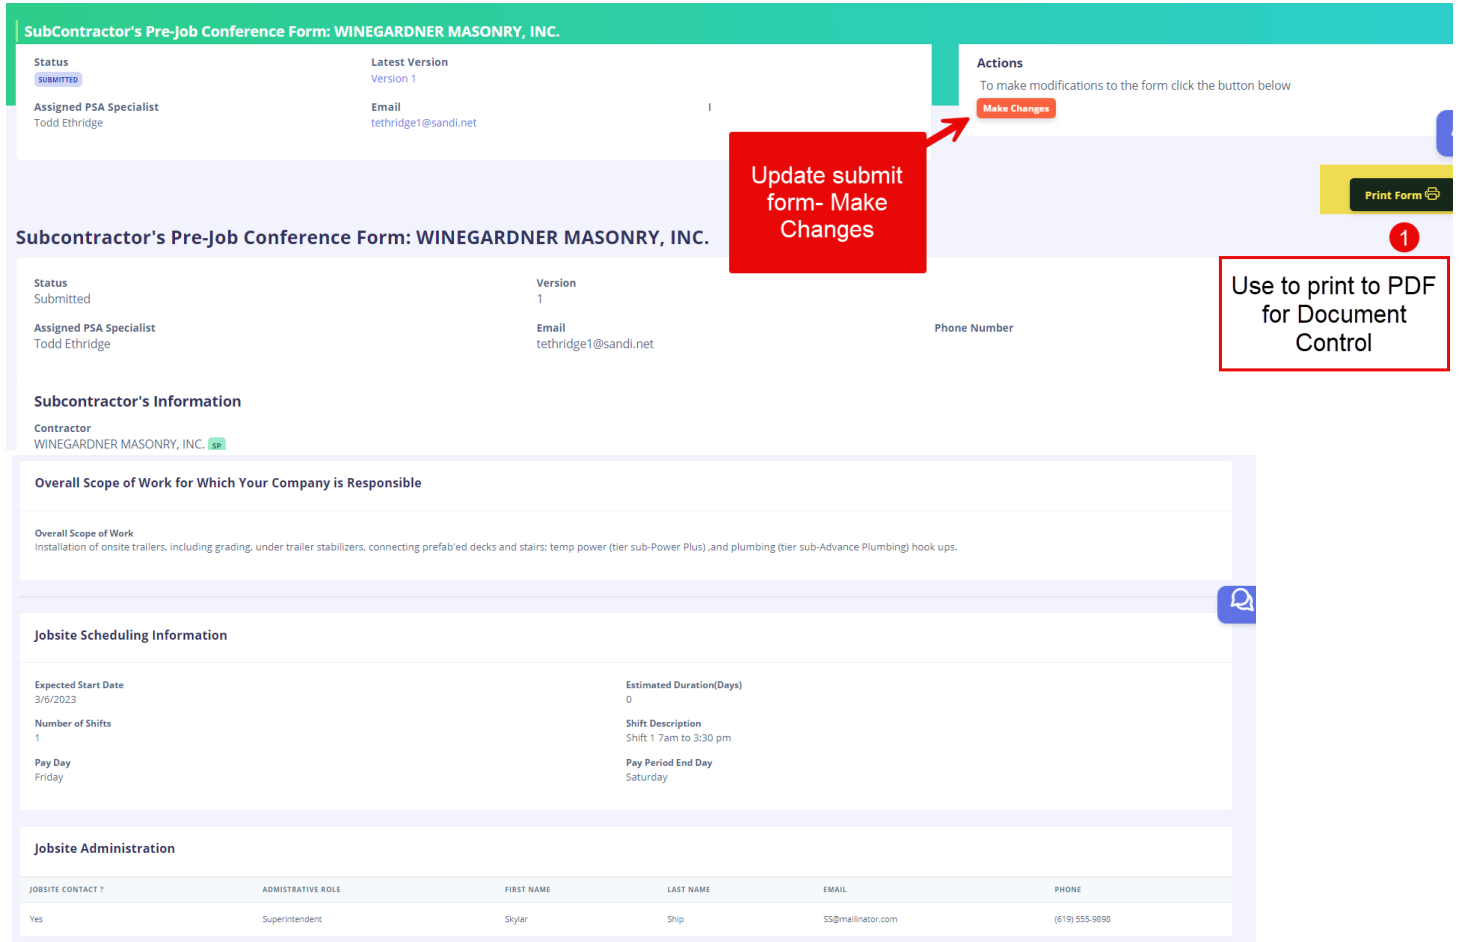 SubContractor's Pre-Job Conference Form: WINEGARDNER MASONRY, INC.
Status
SUBMITTED
Latest Version
Version 1
Assigned PSA Specialist
Todd Ethridge
Email
tethridge1@sandi.net
Actions
To make modifications to the form click the button below
Make Changes
Update submit
form- Make
Changes
Print Form
1
Use to print to PDF
for Document
Control
Subcontractor's Pre-Job Conference Form: WINEGARDNER MASONRY, INC.
Status
Submitted
Version
1
Assigned PSA Specialist
Todd Ethridge
Email
tethridge1@sandi.net
Phone Number
Subcontractor's Information
Contractor
WINEGARDNER MASONRY, INC. SP
Overall Scope of Work for Which Your Company is Responsible
Overall Scope of Work
Installation of onsite trailers, including grading, under trailer stabilizers, connecting prefab'ed decks and stairs; temp power (tier sub-Power Plus) ,and plumbing (tier sub-Advance Plumbing) hook ups.
Jobsite Scheduling Information
Expected Start Date
3/6/2023
Estimated Duration(Days)
0
Number of Shifts
1
Shift Description
Shift 1 7am to 3:30 pm
Pay Day
Friday
Pay Period End Day
Saturday
Jobsite Administration
JOBSITE CONTACT ? ADMISTRATIVE ROLE FIRST NAME LAST NAME EMAIL PHONE
Yes Superintendent Skylar Ship SS@mailinator.com (619) 555-9898